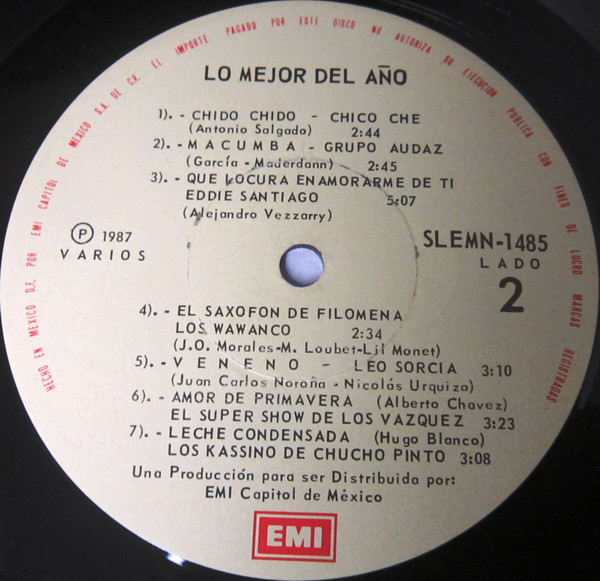 HECHO EN MEXICO D.F. POR EMI CAPITOL DE MEXICO S.A. DE CV. EL IMPORTE PAGADO POR ESTE DISCO NO AUTORIZA SU EJECUCION PUBLICA CON FINES DE LUCRO MARCAS REGISTRADAS
LO MEJOR DEL AÑO
1). - CHIDO CHIDO - CHICO CHE
(Antonio Salgado) 2:44
2). - MACUMBA - GRUPO AUDAZ
(García - Maderdann) 2:45
3). - QUE LOCURA ENAMORARME DE TI
EDDIE SANTIAGO 5:07
(Alejandro Vezzarry)
Ⓟ 1987
VARIOS
SLEMN-1485
LADO
2
4). - EL SAXOFON DE FILOMENA
LOS WAWANCO 2:34
(J.O. Morales-M. Loubet-Lil Monet)
5). - VENENO - LEO SORCIA 3:10
(Juan Carlos Noroña - Nicolás Urquiza)
6). - AMOR DE PRIMAVERA (Alberto Chavez)
EL SUPER SHOW DE LOS VAZQUEZ 3:23
7). - LECHE CONDENSADA (Hugo Blanco)
LOS KASSINO DE CHUCHO PINTO 3:08
Una Producción para ser Distribuida por:
EMI Capitol de México
EMI